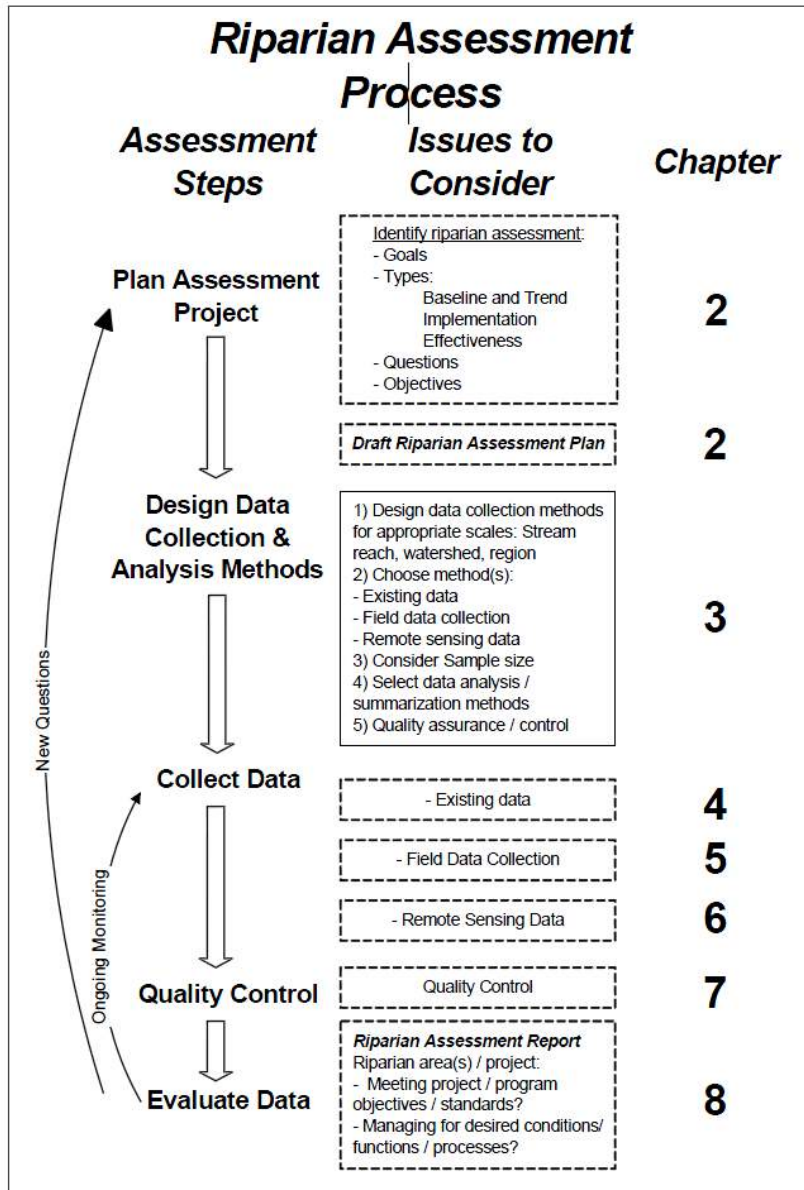 Riparian Assessment
Process
Assessment
Steps
Issues to
Consider
Chapter
Plan Assessment
Project
Identify riparian assessment:
- Goals
- Types:
Baseline and Trend
Implementation
Effectiveness
- Questions
- Objectives
2
Draft Riparian Assessment Plan
2
Design Data
Collection &
Analysis Methods
1) Design data collection methods
for appropriate scales: Stream
reach, watershed, region
2) Choose method(s):
- Existing data
- Field data collection
- Remote sensing data
3) Consider Sample size
4) Select data analysis /
summarization methods
5) Quality assurance / control
3
New Questions
Collect Data
- Existing data
4
- Field Data Collection
5
- Remote Sensing Data
6
Ongoing Monitoring
Quality Control
Quality Control
7
Evaluate Data
Riparian Assessment Report
Riparian area(s) / project:
- Meeting project / program
objectives / standards?
- Managing for desired conditions/
functions / processes?
8